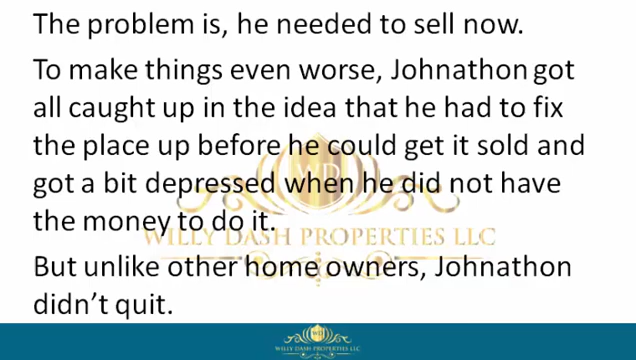 The problem is, he needed to sell now.
To make things even worse, Johnathon got
all caught up in the idea that he had to fix
the place up before he could get it sold and
got a bit depressed when he did not have
the money to do it.
WILLY DASH PROPERTIES LLC
But unlike other home owners, Johnathon
didn’t quit.
WILLY DASH PROPERTIES LLC